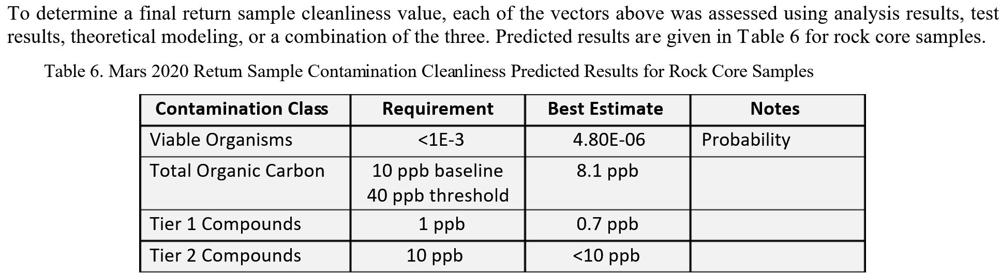 To determine a final return sample cleanliness value, each of the vectors above was assessed using analysis results, test
results, theoretical modeling, or a combination of the three. Predicted results are given in Table 6 for rock core samples.
Table 6. Mars 2020 Return Sample Contamination Cleanliness Predicted Results for Rock Core Samples
Contamination Class Requirement Best Estimate Notes
Viable Organisms <1E-3 4.80E-06 Probability
Total Organic Carbon 10 ppb baseline 8.1 ppb
40 ppb threshold
Tier 1 Compounds 1 ppb 0.7 ppb
Tier 2 Compounds 10 ppb <10 ppb